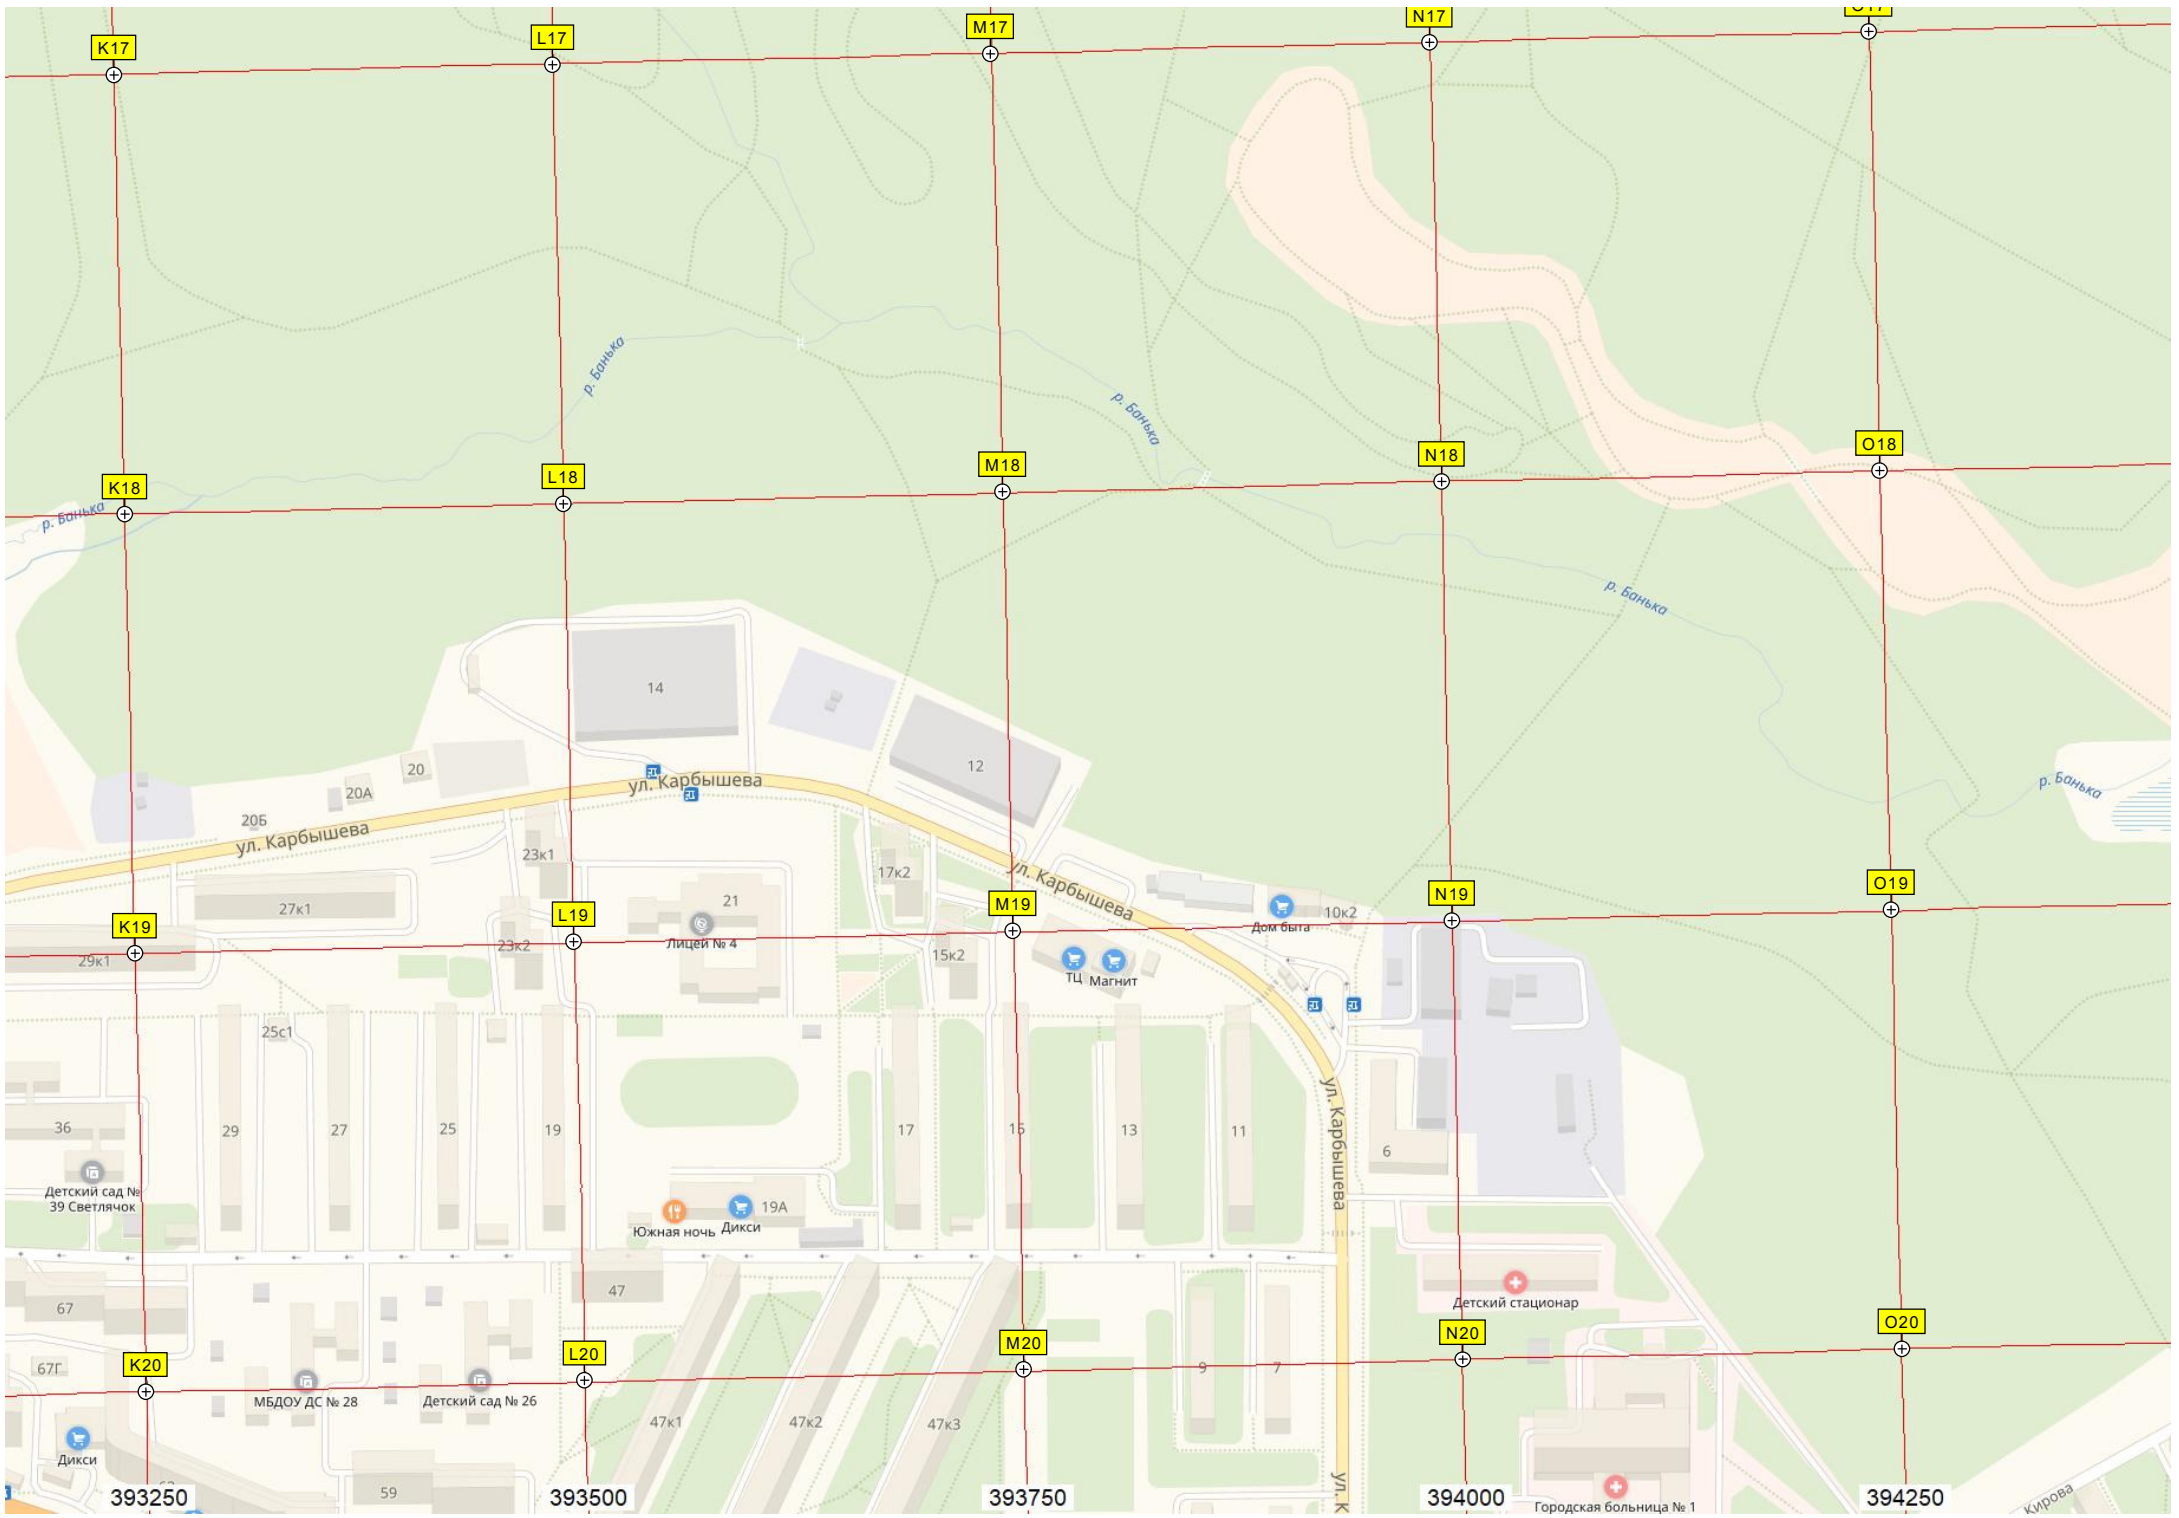 K17
L17
M17
N17
O17
р. Банька
р. Банька
K18
L18
M18
N18
O18
р. Банька
р. Банька
р. Банька
14
12
20
20А
20Б
ул. Карбышева
ул. Карбышева
ул. Карбышева
23к1
17к2
21
27к1
10к2
Дом быта
K19
L19
M19
N19
O19
29к1
23к2
Лицей № 4
15к2
ТЦ
Магнит
25с1
36
29
27
25
19
17
15
13
11
6
ул. Карбышева
Детский сад №
39 Светлячок
19А
Южная ночь
Дикси
67
47
Детский стационар
67Г
K20
L20
M20
N20
O20
9
7
МБДОУ ДС № 28
Детский сад № 26
47к1
47к2
47к3
Дикси
59
ул. К
393250
393500
393750
394000
394250
Городская больница № 1
Кирова